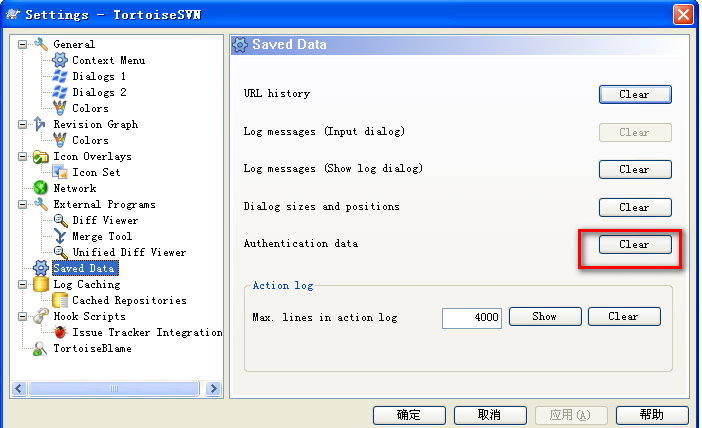 Settings - TortoiseSVN
General
Context Menu
Dialogs 1
Dialogs 2
Colors
Revision Graph
Colors
Icon Overlays
Icon Set
Network
External Programs
Diff Viewer
Merge Tool
Unified Diff Viewer
Saved Data
Log Caching
Cached Repositories
Hook Scripts
Issue Tracker Integration
TortoiseBlame
Saved Data
URL history Clear
Log messages (Input dialog) Clear
Log messages (Show log dialog) Clear
Dialog sizes and positions Clear
Authentication data Clear
Action log
Max. lines in action log 4000 Show Clear
确定 取消 应用(A) 帮助